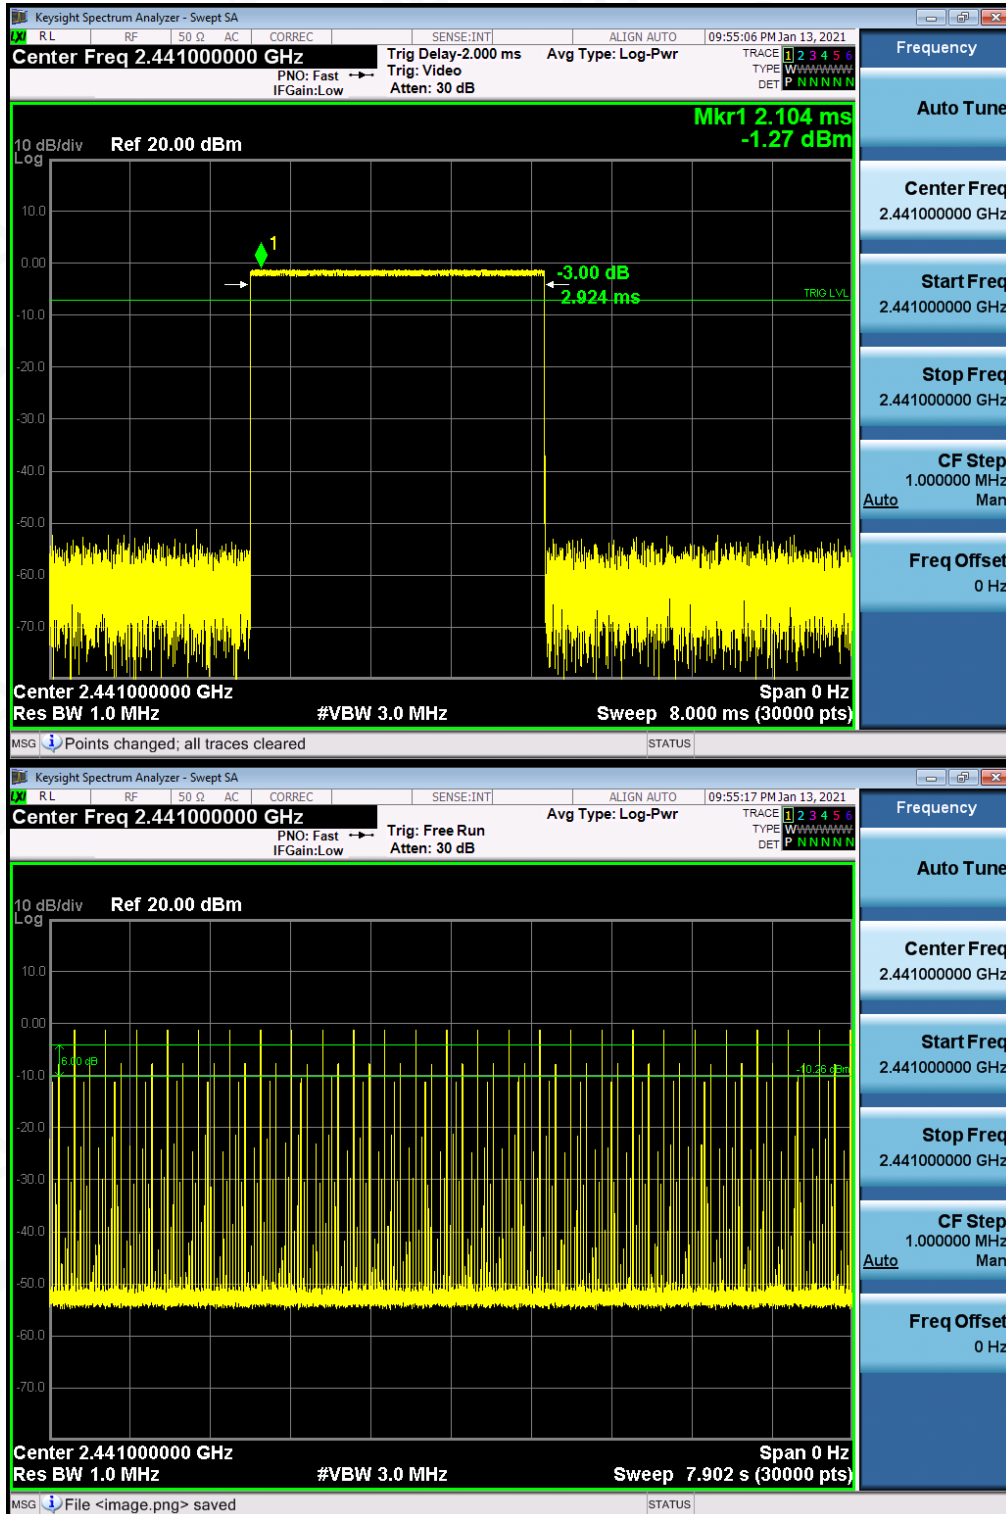 Keysight Spectrum Analyzer - Swept SA
LXI RL RF 50 Ω AC CORREC SENSE:INT ALIGN AUTO 09:55:06 PM Jan 13, 2021
Center Freq 2.441000000 GHz
PNO: Fast
IFGain:Low
Trig Delay-2.000 ms
Trig: Video
Atten: 30 dB
Avg Type: Log-Pwr
TRACE 1 2 3 4 5 6
TYPE WWWWWW
DET P N N N N N
Mkr1 2.104 ms
-1.27 dBm
10 dB/div
Log
Ref 20.00 dBm
10.0
0.00
-10.0
-20.0
-30.0
-40.0
-50.0
-60.0
-70.0
1
-3.00 dB
2.924 ms
TRIG LVL
Center 2.441000000 GHz
Span 0 Hz
Res BW 1.0 MHz
#VBW 3.0 MHz
Sweep 8.000 ms (30000 pts)
MSG Points changed; all traces cleared
STATUS
Frequency
Auto Tune
Center Freq
2.441000000 GHz
Start Freq
2.441000000 GHz
Stop Freq
2.441000000 GHz
CF Step
1.000000 MHz
Auto Man
Freq Offset
0 Hz
Keysight Spectrum Analyzer - Swept SA
LXI RL RF 50 Ω AC CORREC SENSE:INT ALIGN AUTO 09:55:17 PM Jan 13, 2021
Center Freq 2.441000000 GHz
PNO: Fast
IFGain:Low
Trig: Free Run
Atten: 30 dB
Avg Type: Log-Pwr
TRACE 1 2 3 4 5 6
TYPE WWWWWW
DET P N N N N N
10 dB/div
Log
Ref 20.00 dBm
10.0
0.00
-10.0
-20.0
-30.0
-40.0
-50.0
-60.0
-70.0
6.00 dB
-10.26 dBm
Center 2.441000000 GHz
Span 0 Hz
Res BW 1.0 MHz
#VBW 3.0 MHz
Sweep 7.902 s (30000 pts)
MSG File <image.png> saved
STATUS
Frequency
Auto Tune
Center Freq
2.441000000 GHz
Start Freq
2.441000000 GHz
Stop Freq
2.441000000 GHz
CF Step
1.000000 MHz
Auto Man
Freq Offset
0 Hz